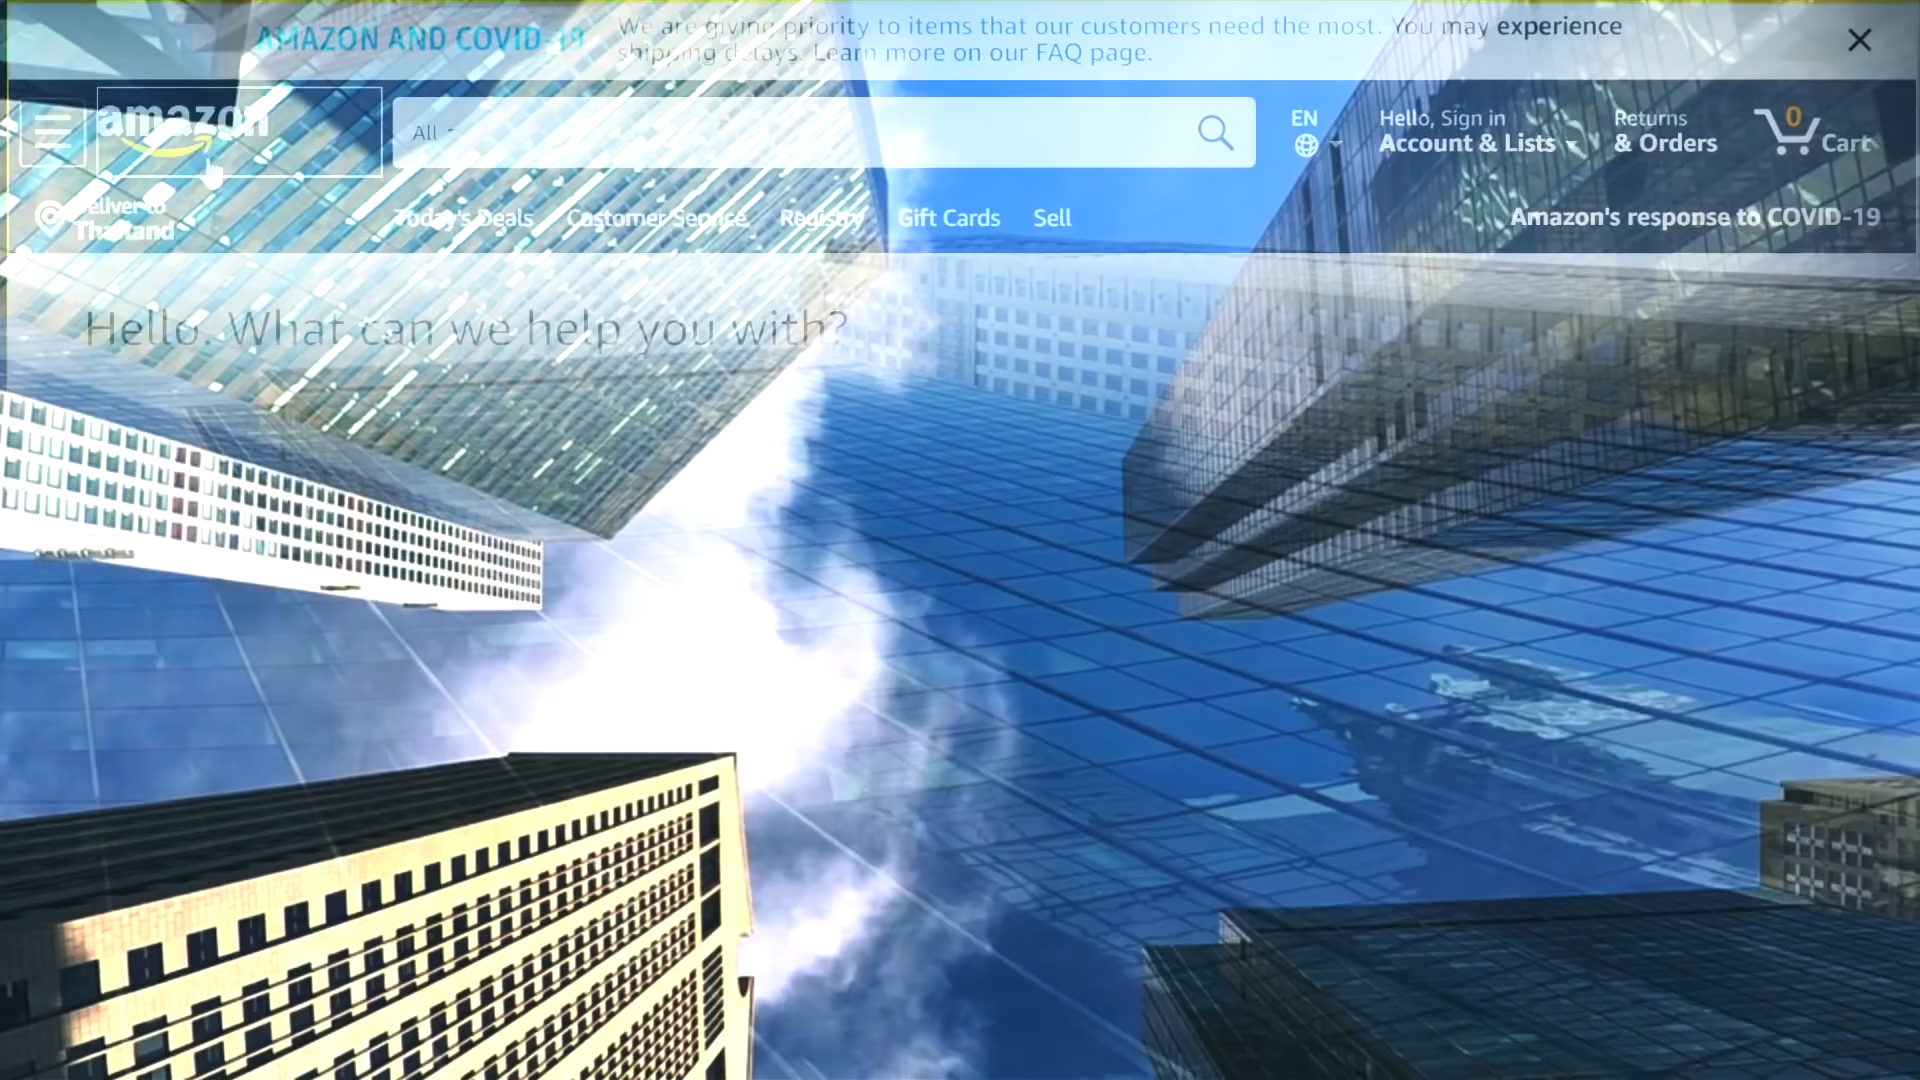 AMAZON AND COVID-19
We are giving priority to items that our customers need the most. You may experience
shipping delays. Learn more on our FAQ page.
amazon
All
EN
Hello, Sign in
Account & Lists
Returns
& Orders
0
Cart
Deliver to
Thailand
Today's Deals
Customer Service
Registry
Gift Cards
Sell
Amazon's response to COVID-19
Hello. What can we help you with?